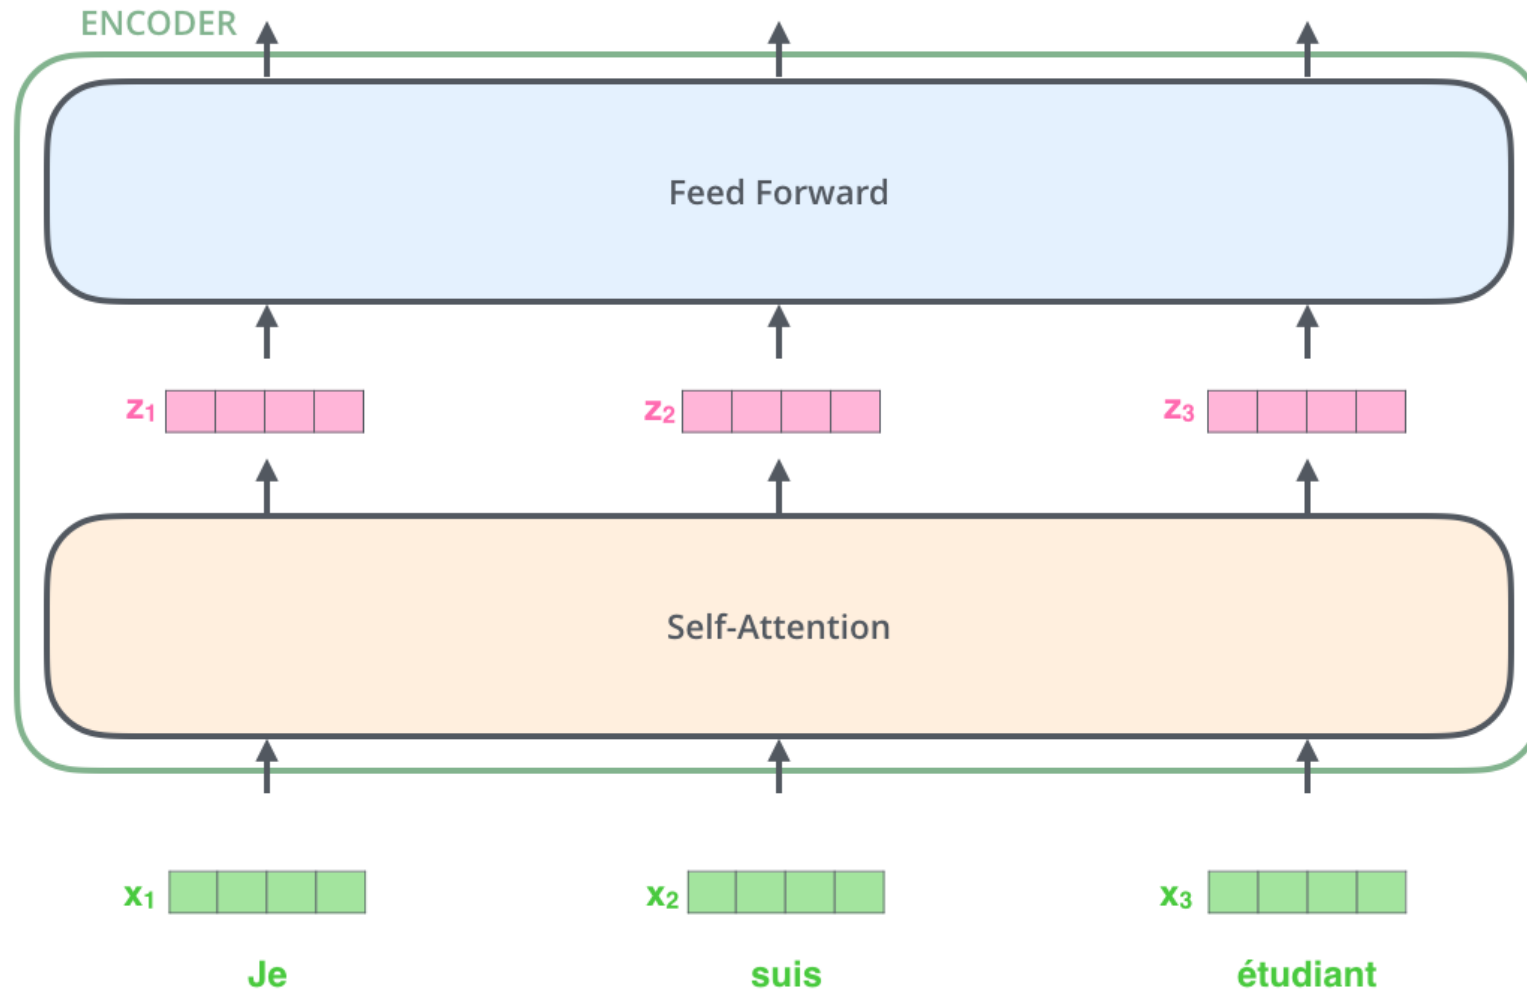 ENCODER
Feed Forward
z₁ z₂ z₃
Self-Attention
x₁ x₂ x₃
Je suis étudiant